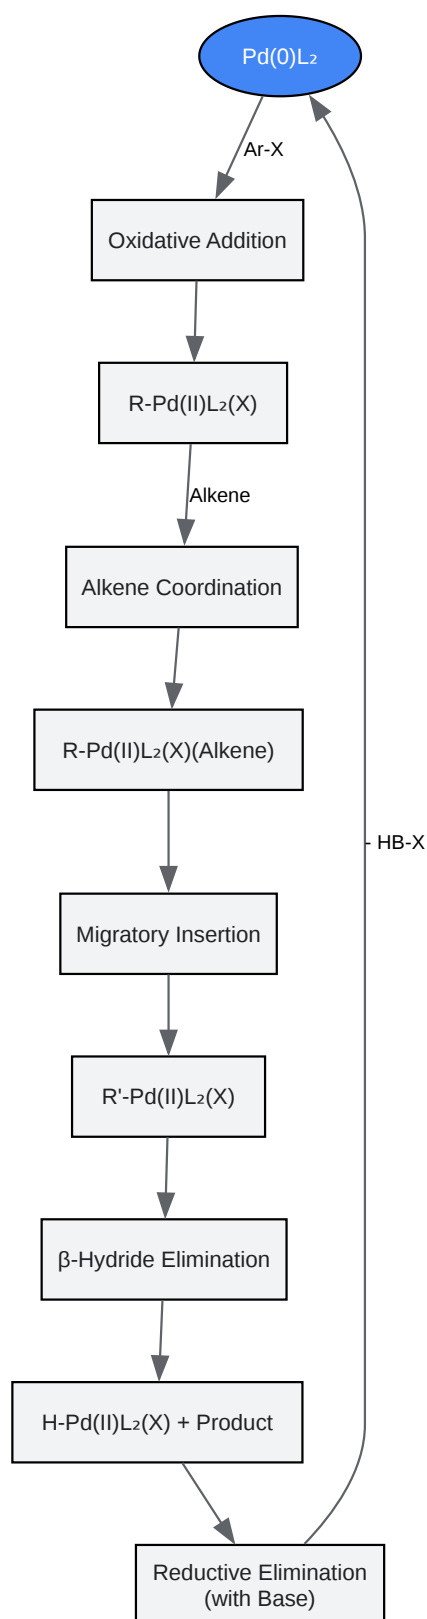 Pd(0)L₂
Ar-X
Oxidative Addition
R-Pd(II)L₂(X)
Alkene
Alkene Coordination
R-Pd(II)L₂(X)(Alkene)
- HB-X
Migratory Insertion
R'-Pd(II)L₂(X)
β-Hydride Elimination
H-Pd(II)L₂(X) + Product
Reductive Elimination
(with Base)